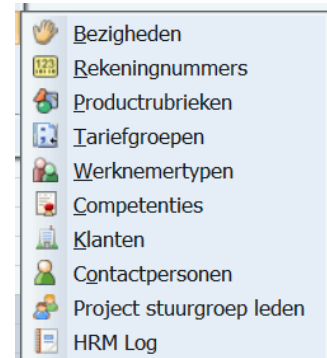 Bezigheden
Rekeningnummers
Productrubrieken
Tariefgroepen
Werknemertypen
Competenties
Klanten
Contactpersonen
Project stuurgroep leden
HRM Log